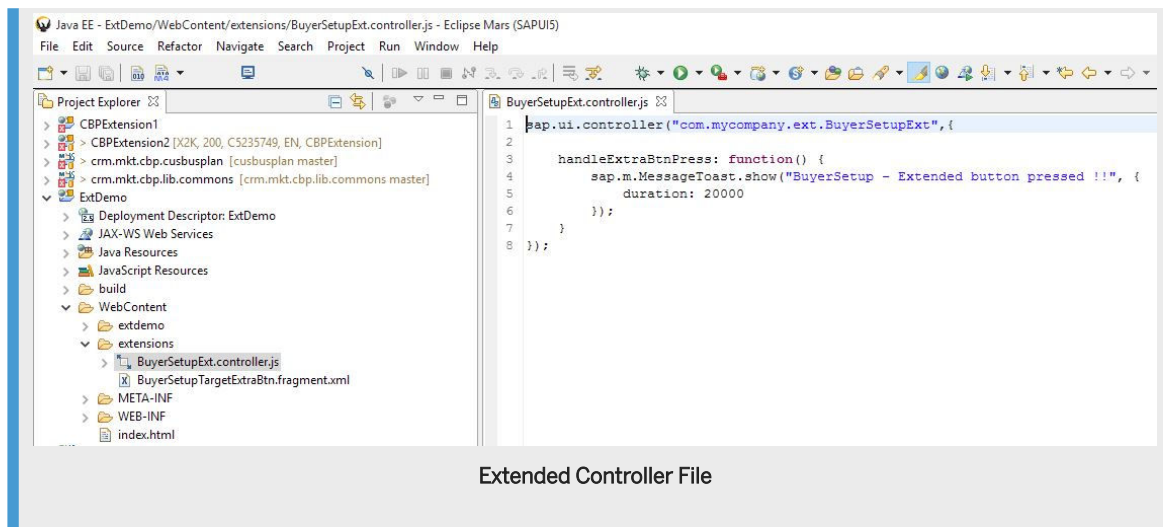 Java EE - ExtDemo/WebContent/extensions/BuyerSetupExt.controller.js - Eclipse Mars (SAPUI5)
File Edit Source Refactor Navigate Search Project Run Window Help
Project Explorer
CBPExtension1
> CBPExtension2 [X2K, 200, C5235749, EN, CBPExtension]
> crm.mkt.cbp.cusbusplan [cusbusplan master]
> crm.mkt.cbp.lib.commons [crm.mkt.cbp.lib.commons master]
ExtDemo
Deployment Descriptor: ExtDemo
JAX-WS Web Services
Java Resources
JavaScript Resources
build
WebContent
extdemo
extensions
BuyerSetupExt.controller.js
BuyerSetupTargetExtraBtn.fragment.xml
META-INF
WEB-INF
index.html
BuyerSetupExt.controller.js
1 sap.ui.controller("com.mycompany.ext.BuyerSetupExt",{
2
3 handleExtraBtnPress: function() {
4 sap.m.MessageToast.show("BuyerSetup - Extended button pressed !!", {
5 duration: 20000
6 });
7 }
8 });
Extended Controller File